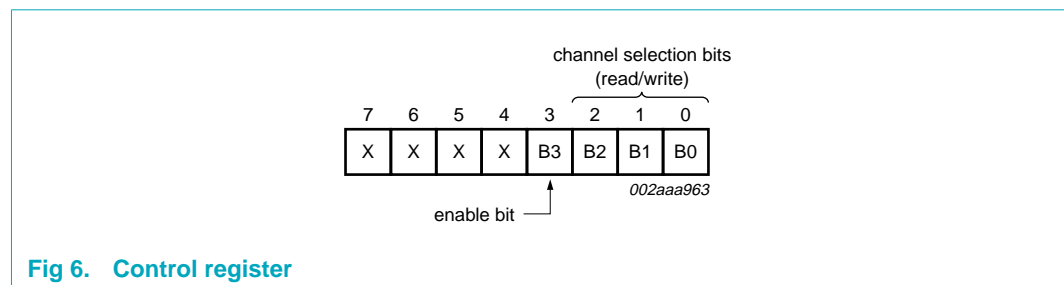 channel selection bits
(read/write)
7 6 5 4 3 2 1 0
X X X X B3 B2 B1 B0
002aaa963
enable bit
Fig 6. Control register